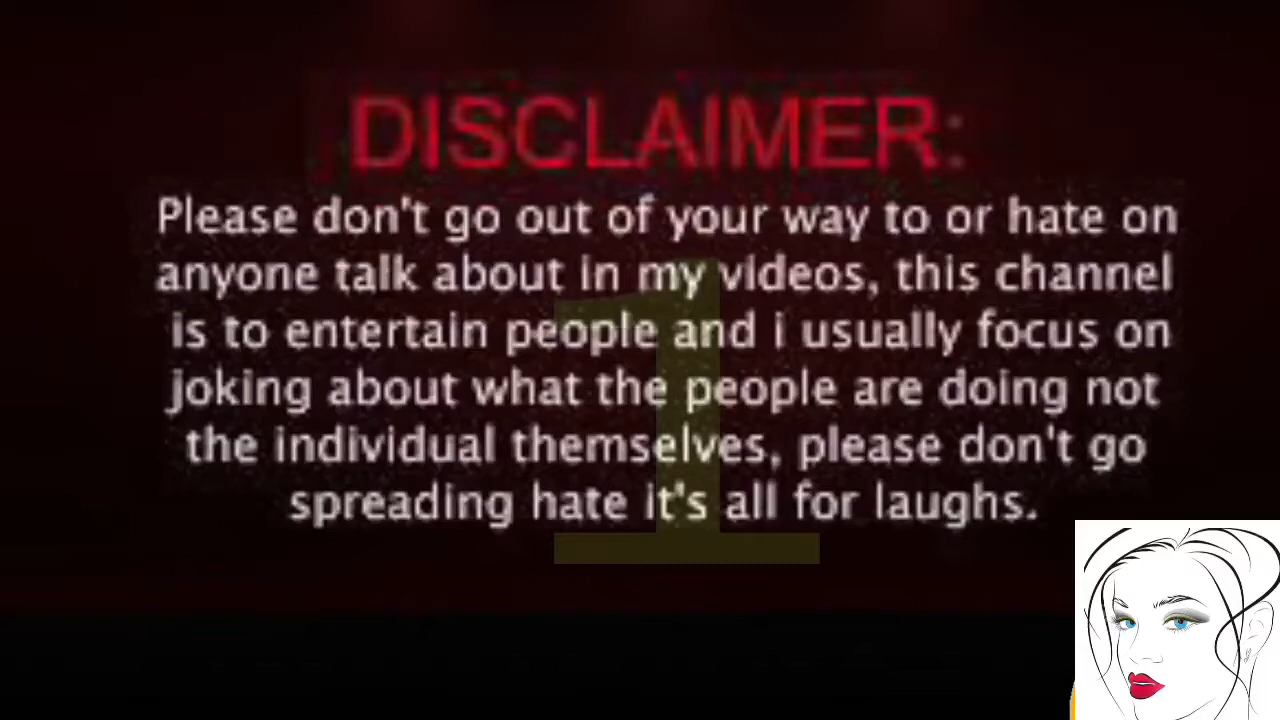 DISCLAIMER:
Please don't go out of your way to or hate on
anyone talk about in my videos, this channel
is to entertain people and i usually focus on
joking about what the people are doing not
the individual themselves, please don't go
spreading hate it's all for laughs.
1